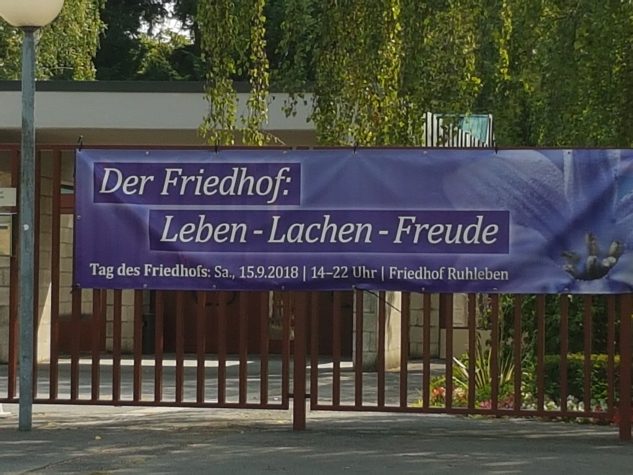 Der Friedhof:
Leben - Lachen - Freude
Tag des Friedhofs: Sa., 15.9.2018 | 14–22 Uhr | Friedhof Ruhleben